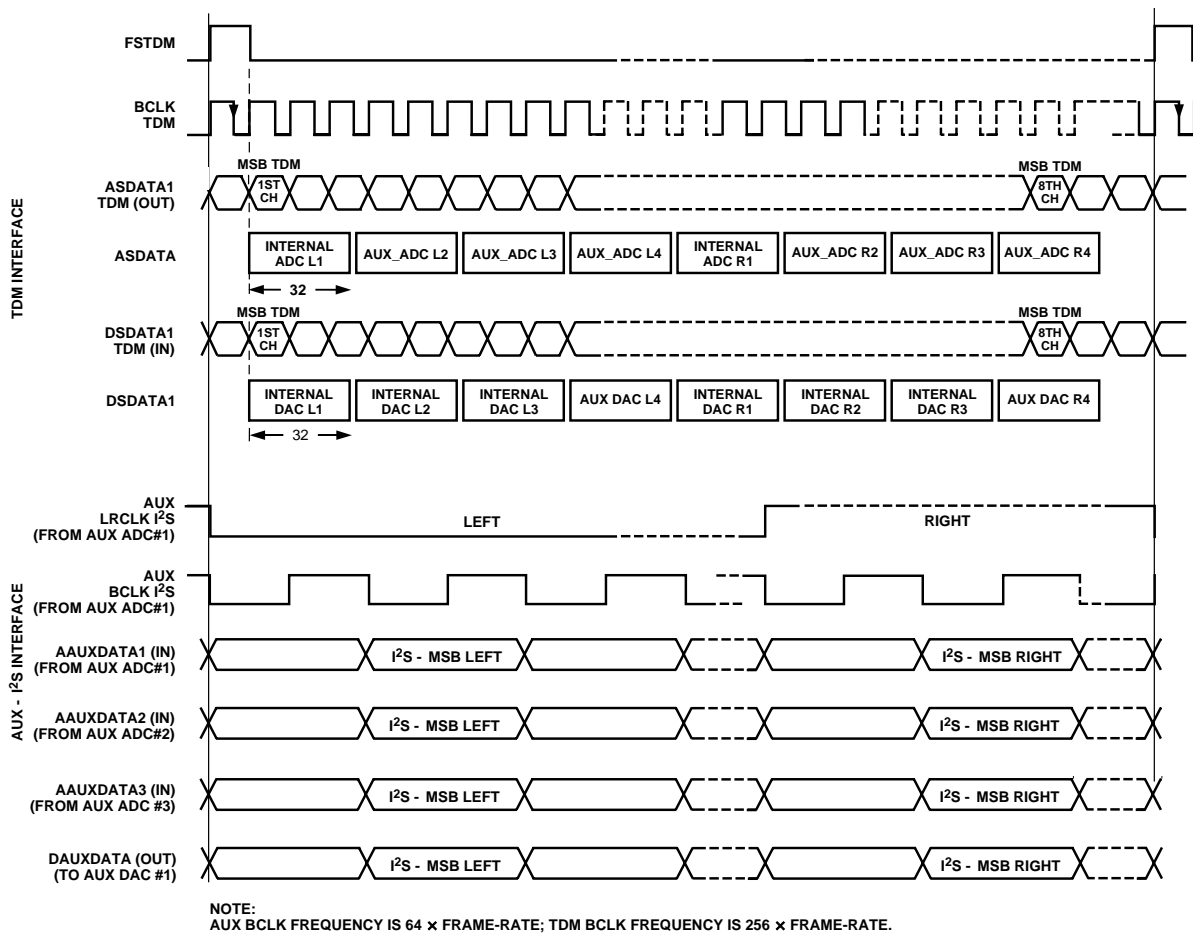 TDM INTERFACE
FSTDM
BCLK
TDM
MSB TDM
MSB TDM
ASDATA1
TDM (OUT)
1ST
CH
8TH
CH
ASDATA
INTERNAL
ADC L1
AUX_ADC L2
AUX_ADC L3
AUX_ADC L4
INTERNAL
ADC R1
AUX_ADC R2
AUX_ADC R3
AUX_ADC R4
32
MSB TDM
MSB TDM
DSDATA1
TDM (IN)
1ST
CH
8TH
CH
DSDATA1
INTERNAL
DAC L1
INTERNAL
DAC L2
INTERNAL
DAC L3
AUX DAC L4
INTERNAL
DAC R1
INTERNAL
DAC R2
INTERNAL
DAC R3
AUX DAC R4
32
AUX - I²S INTERFACE
AUX
LRCLK I²S
(FROM AUX ADC#1)
LEFT
RIGHT
AUX
BCLK I²S
(FROM AUX ADC#1)
AAUXDATA1 (IN)
(FROM AUX ADC#1)
I²S - MSB LEFT
I²S - MSB RIGHT
AAUXDATA2 (IN)
(FROM AUX ADC#2)
I²S - MSB LEFT
I²S - MSB RIGHT
AAUXDATA3 (IN)
(FROM AUX ADC #3)
I²S - MSB LEFT
I²S - MSB RIGHT
DAUXDATA (OUT)
(TO AUX DAC #1)
I²S - MSB LEFT
I²S - MSB RIGHT
NOTE:
AUX BCLK FREQUENCY IS 64 × FRAME-RATE; TDM BCLK FREQUENCY IS 256 × FRAME-RATE.